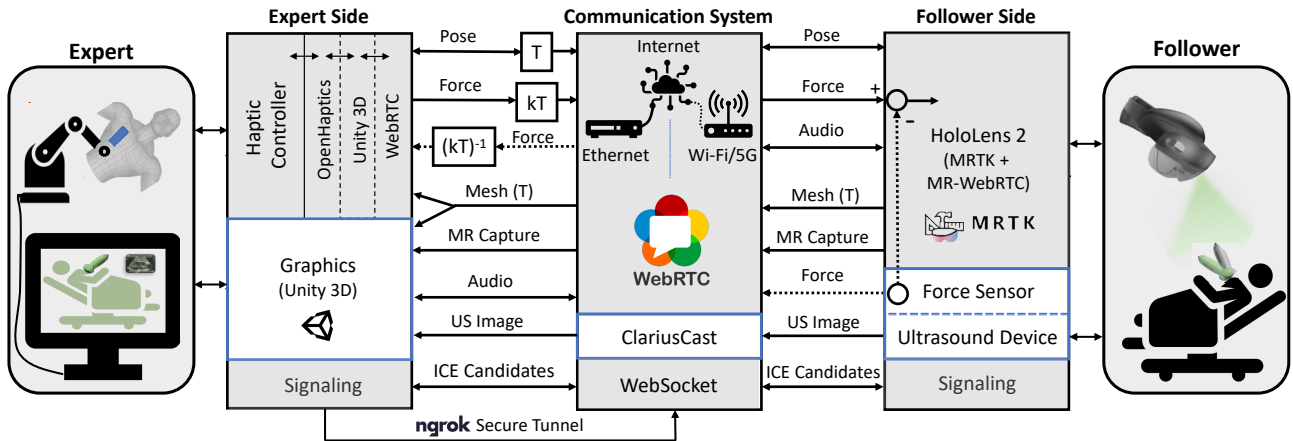 Expert Side
Communication System
Follower Side
Expert
Follower
Haptic
Controller
OpenHaptics
Unity 3D
WebRTC
Graphics
(Unity 3D)
Signaling
Pose
T
Force
kT
(kT)-1
Force
Mesh (T)
MR Capture
Audio
US Image
ICE Candidates
ngrok Secure Tunnel
Internet
Ethernet
Wi-Fi/5G
WebRTC
ClariusCast
WebSocket
Pose
Force
Audio
Mesh (T)
MR Capture
Force
US Image
ICE Candidates
+
-
HoloLens 2
(MRTK +
MR-WebRTC)
MRTK
Force Sensor
Ultrasound Device
Signaling